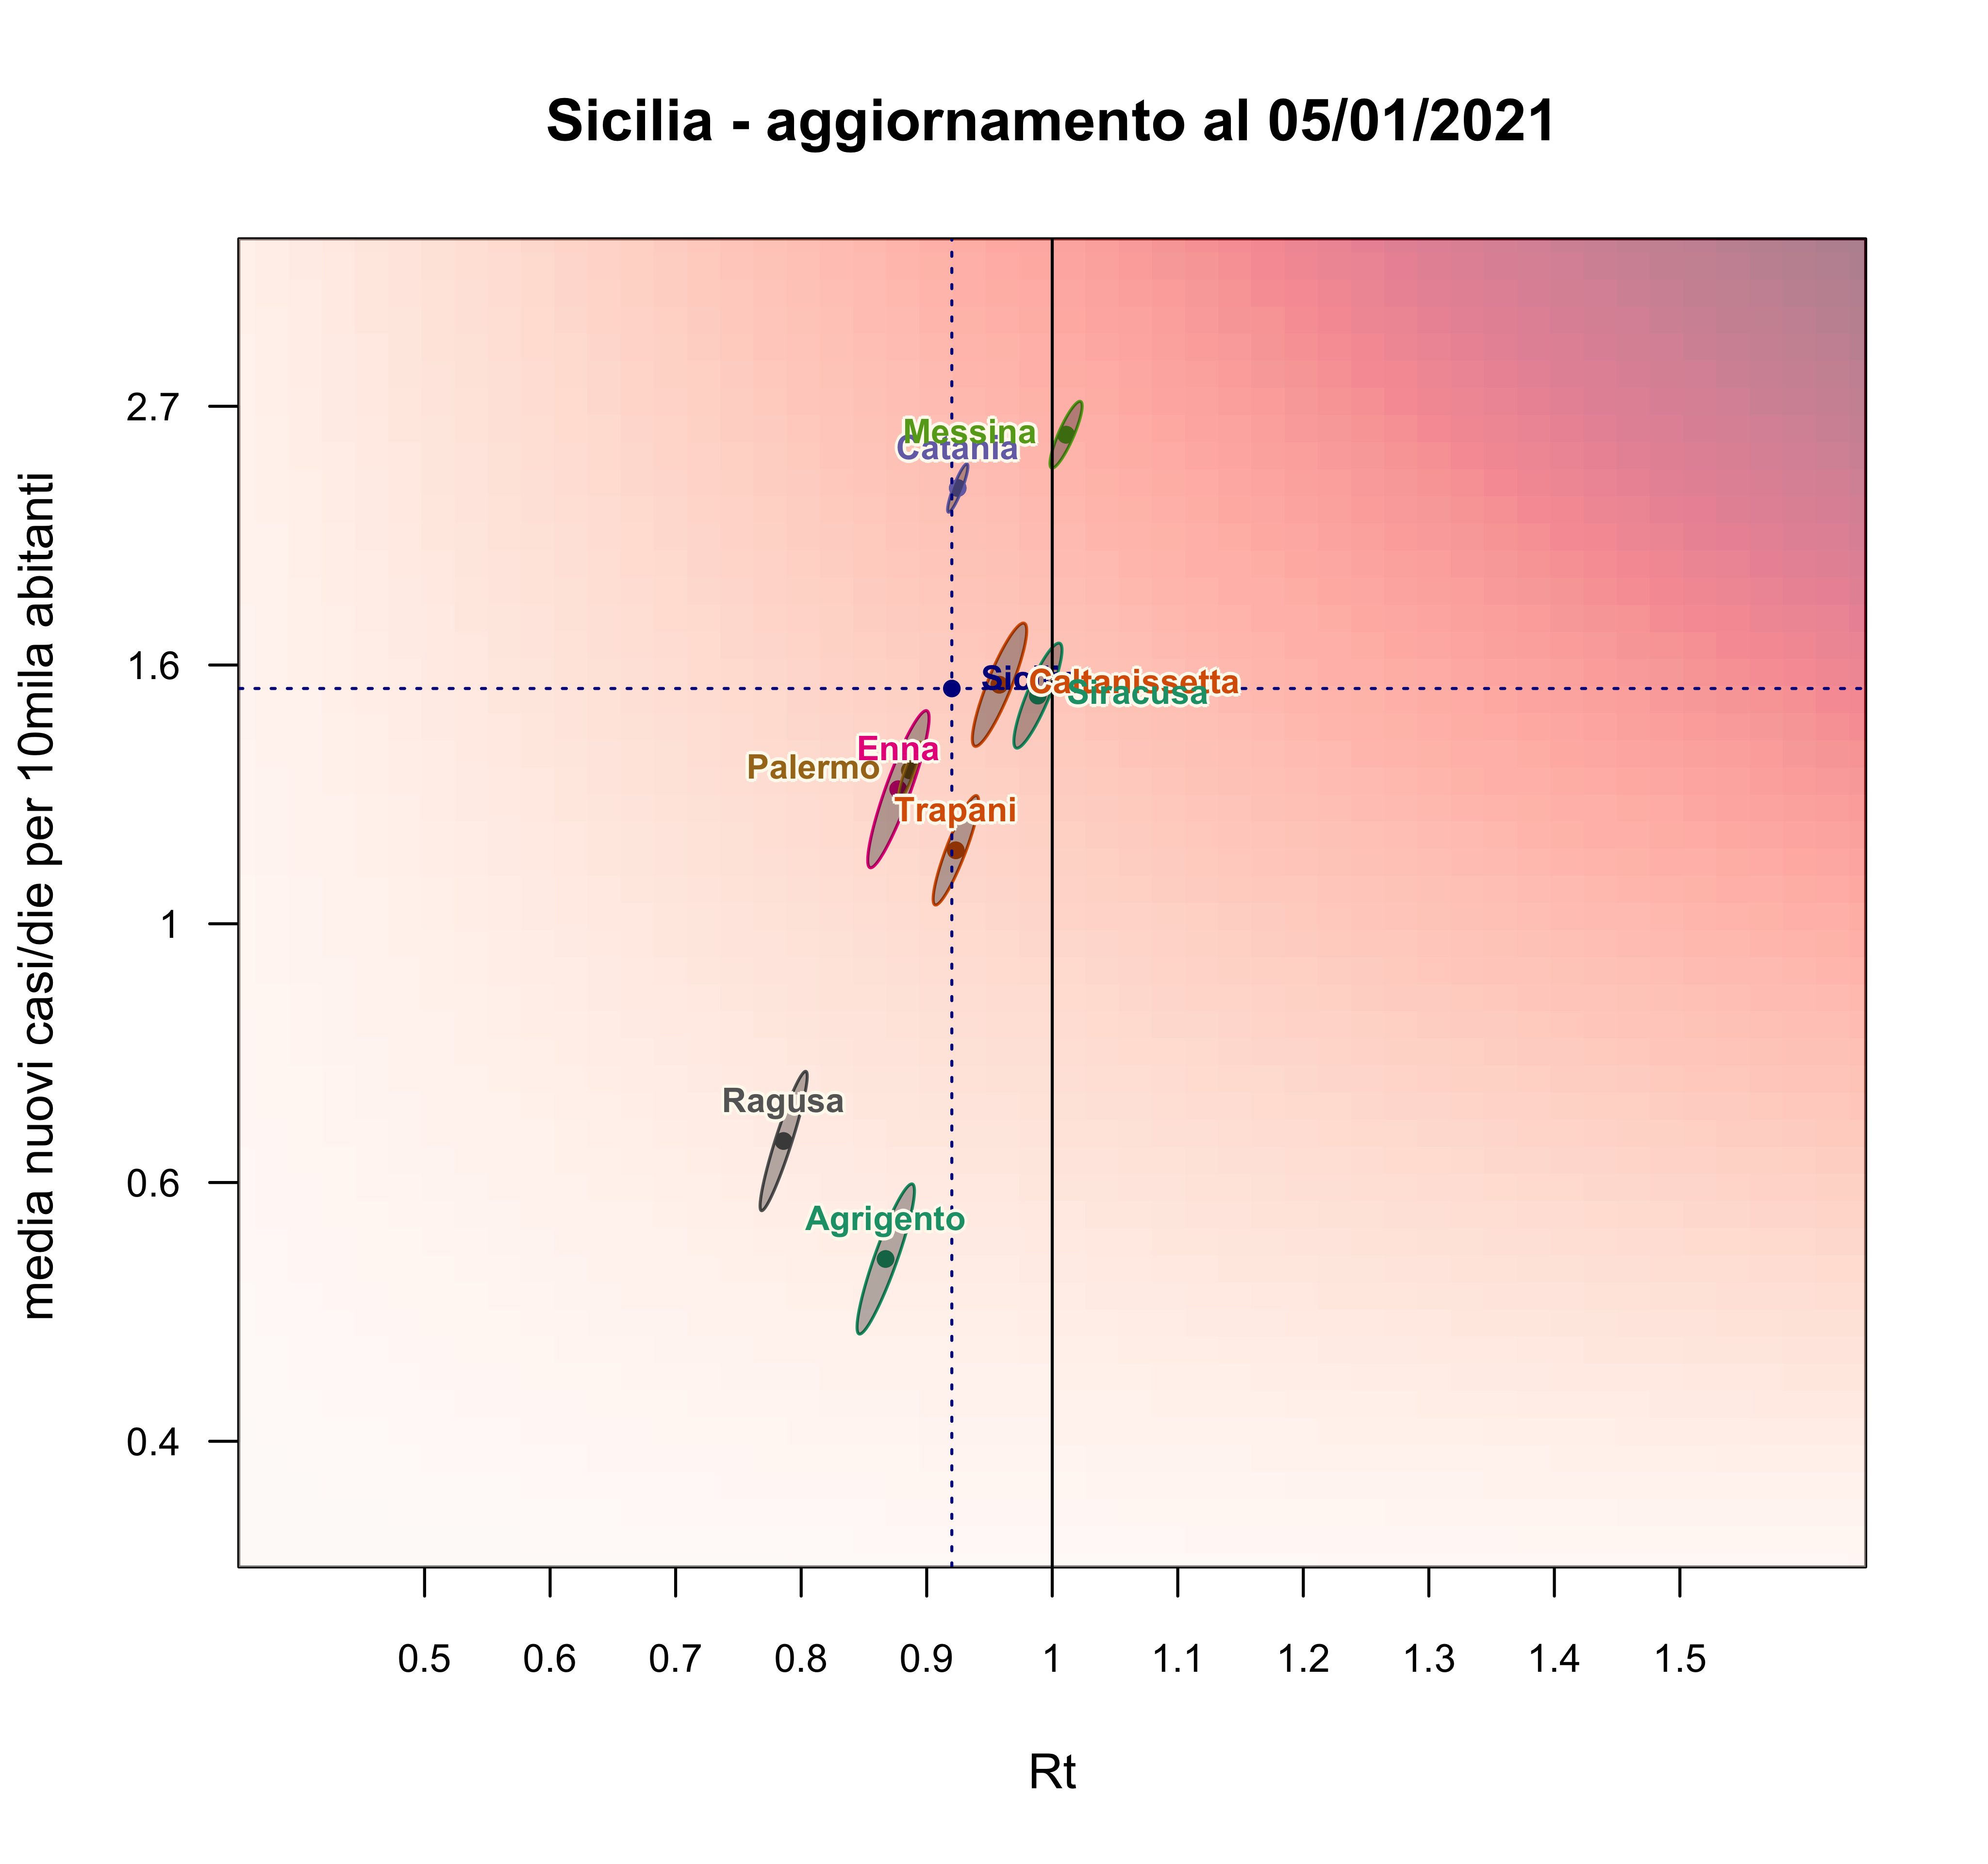 Sicilia - aggiornamento al 05/01/2021
media nuovi casi/die per 10mila abitanti
2.7
1.6
1
0.6
0.4
Messina
Catania
Caltanissetta
Siracusa
Enna
Palermo
Trapani
Ragusa
Agrigento
0.5 0.6 0.7 0.8 0.9 1 1.1 1.2 1.3 1.4 1.5
Rt